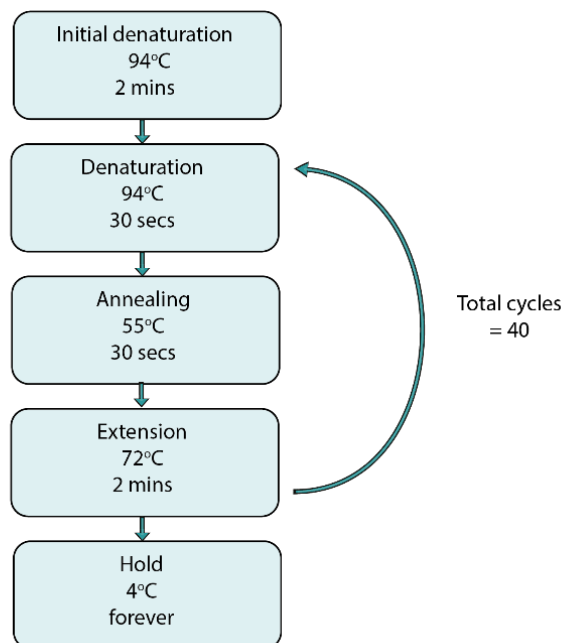 Initial denaturation
94°C
2 mins
Denaturation
94°C
30 secs
Annealing
55°C
30 secs
Extension
72°C
2 mins
Hold
4°C
forever
Total cycles
= 40